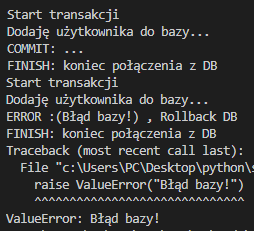 Start transakcji
Dodaję użytkownika do bazy...
COMMIT: ...
FINISH: koniec połączenia z DB
Start transakcji
Dodaję użytkownika do bazy...
ERROR :(Błąd bazy!) , Rollback DB
FINISH: koniec połączenia z DB
Traceback (most recent call last):
  File "c:\Users\PC\Desktop\python\s
    raise ValueError("Błąd bazy!")
    ^^^^^^^^^^^^^^^^^^^^^^^^^^^^^^
ValueError: Błąd bazy!